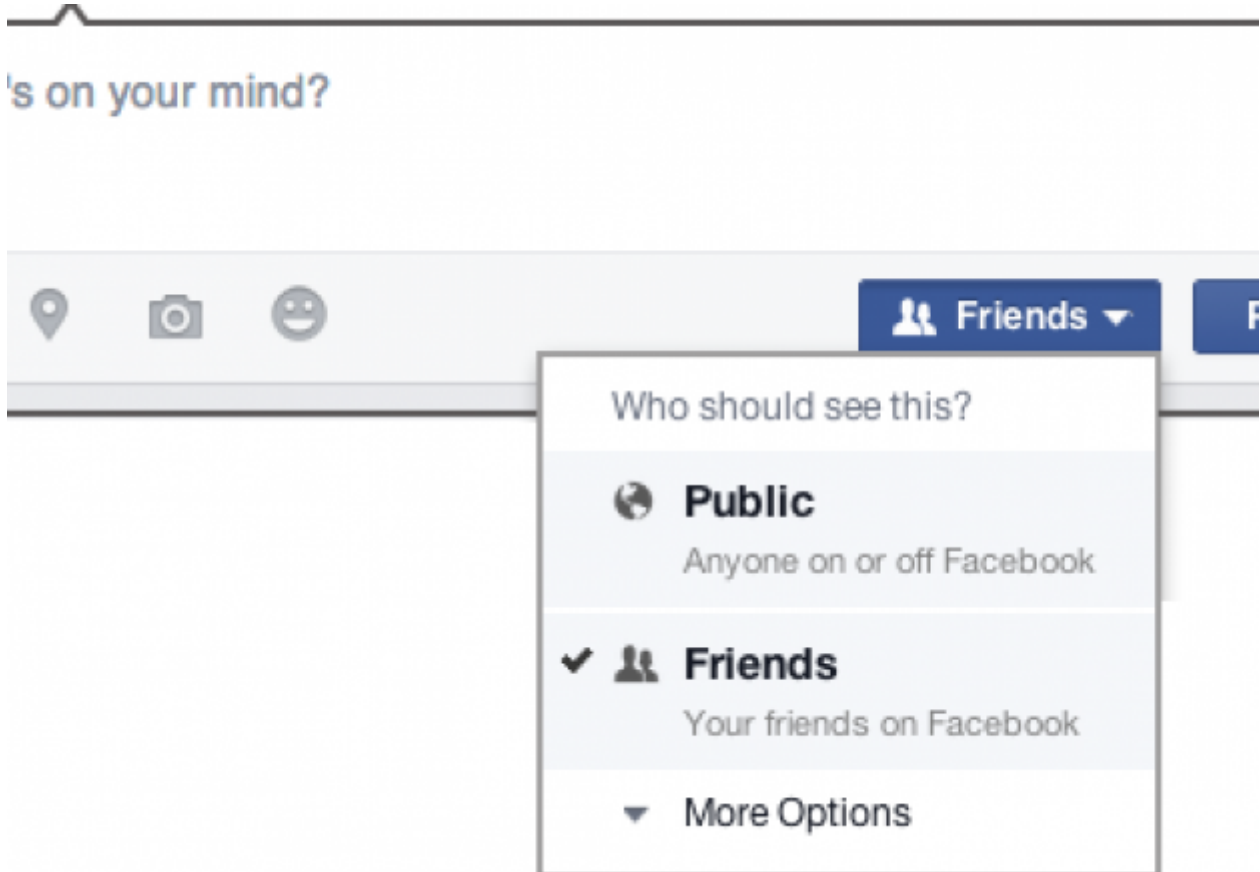 's on your mind?
Friends
Who should see this?
Public
Anyone on or off Facebook
Friends
Your friends on Facebook
More Options